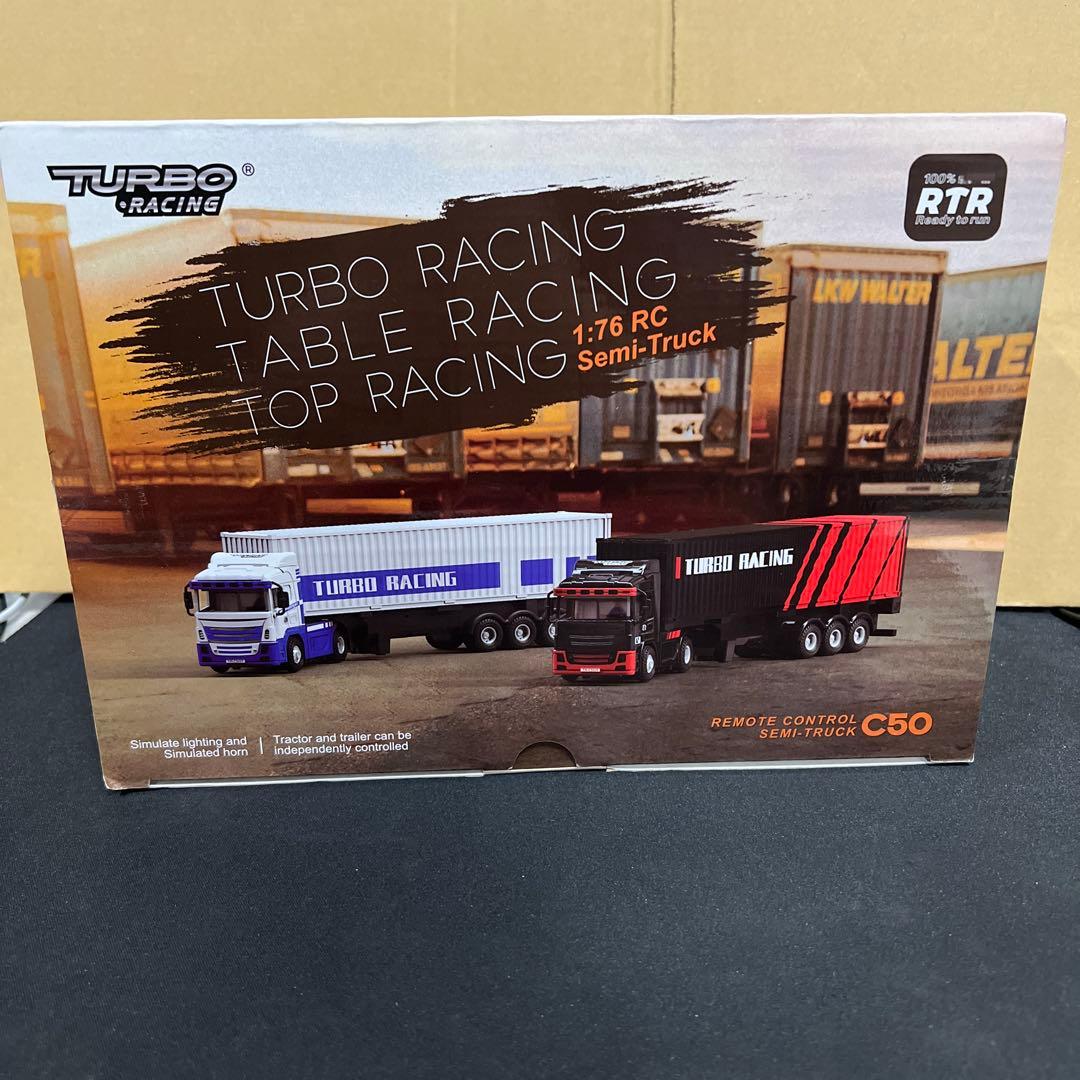 TURBO
RACING
®
100%
RTR
Ready to run
TURBO RACING
TABLE RACING
TOP RACING
1:76 RC
Semi-Truck
LKW WALTER
ALTE
R
TURBO RACING
TURBO RACING
Simulate lighting and
Simulated horn
Tractor and trailer can be
independently controlled
REMOTE CONTROL
SEMI-TRUCK
C50